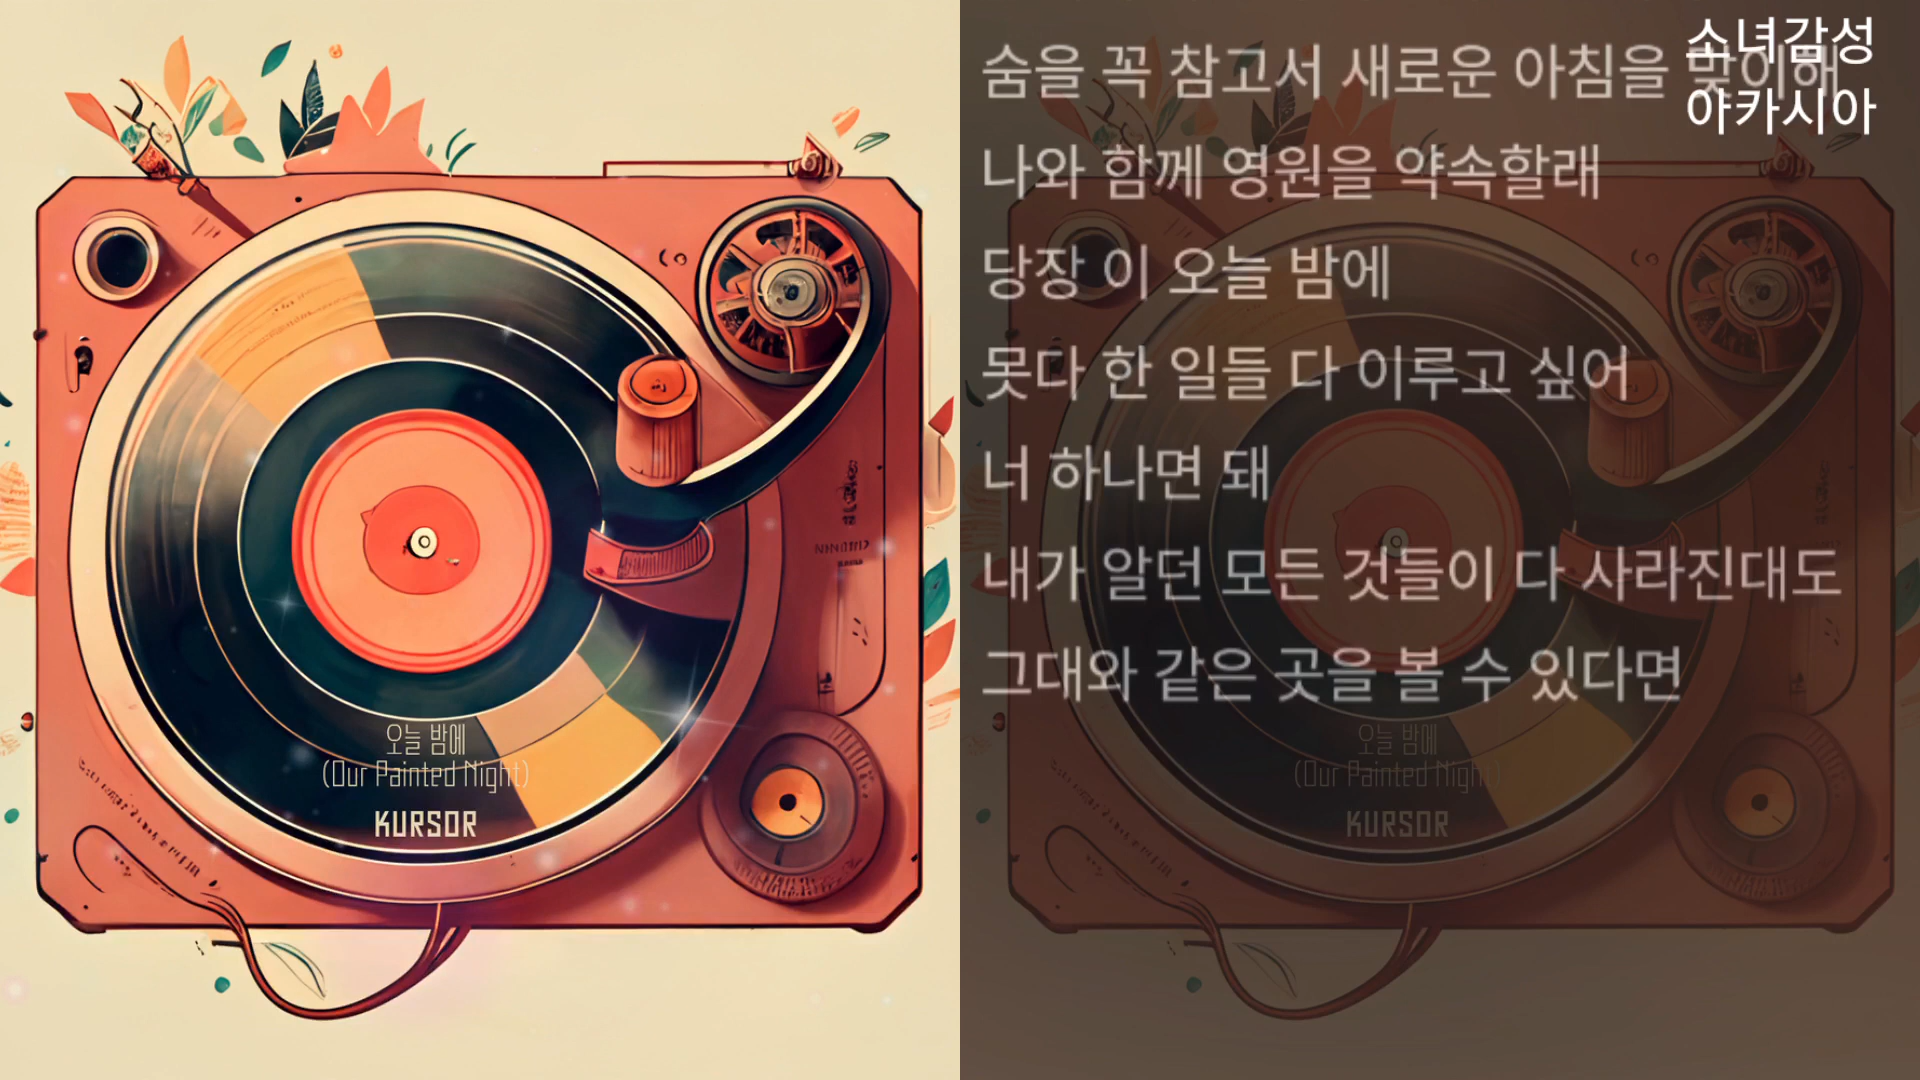 오늘 밤에
(Our Painted Night)
KURSOR
소녀감성
아카시아
숨을 꼭 참고서 새로운 아침을 맞이해
나와 함께 영원을 약속할래
당장 이 오늘 밤에
못다 한 일들 다 이루고 싶어
너 하나면 돼
내가 알던 모든 것들이 다 사라진대도
그대와 같은 곳을 볼 수 있다면
오늘 밤에
(Our Painted Night)
KURSOR